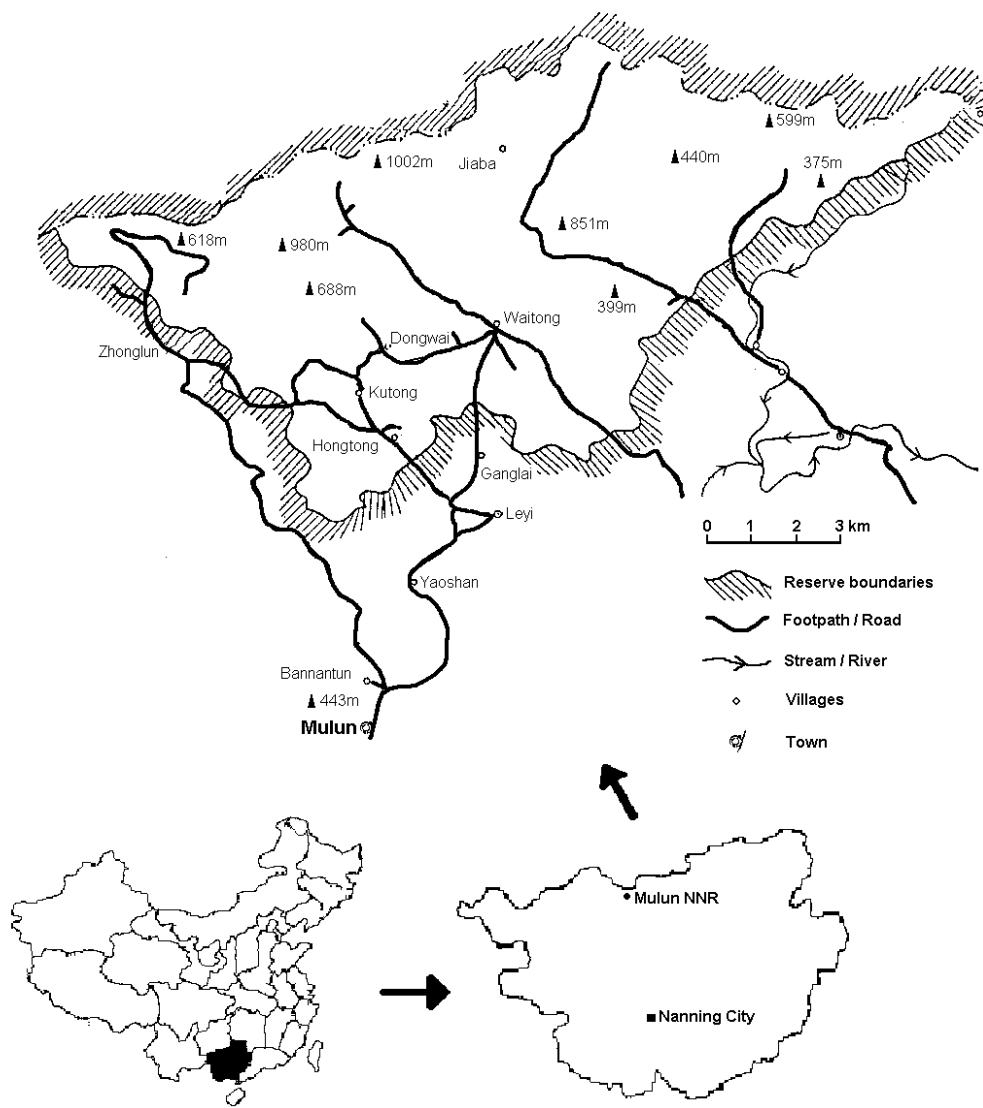 599m
1002m
Jiaba
440m
375m
851m
618m
980m
688m
399m
Waitong
Dongwai
Zhonglun
Kutong
Hongtong
Ganglai
Leyi
0 1 2 3 km
Yaoshan
Reserve boundaries
Footpath / Road
Stream / River
Bannantun
443m
Villages
Mulun
Town
Mulun NNR
Nanning City